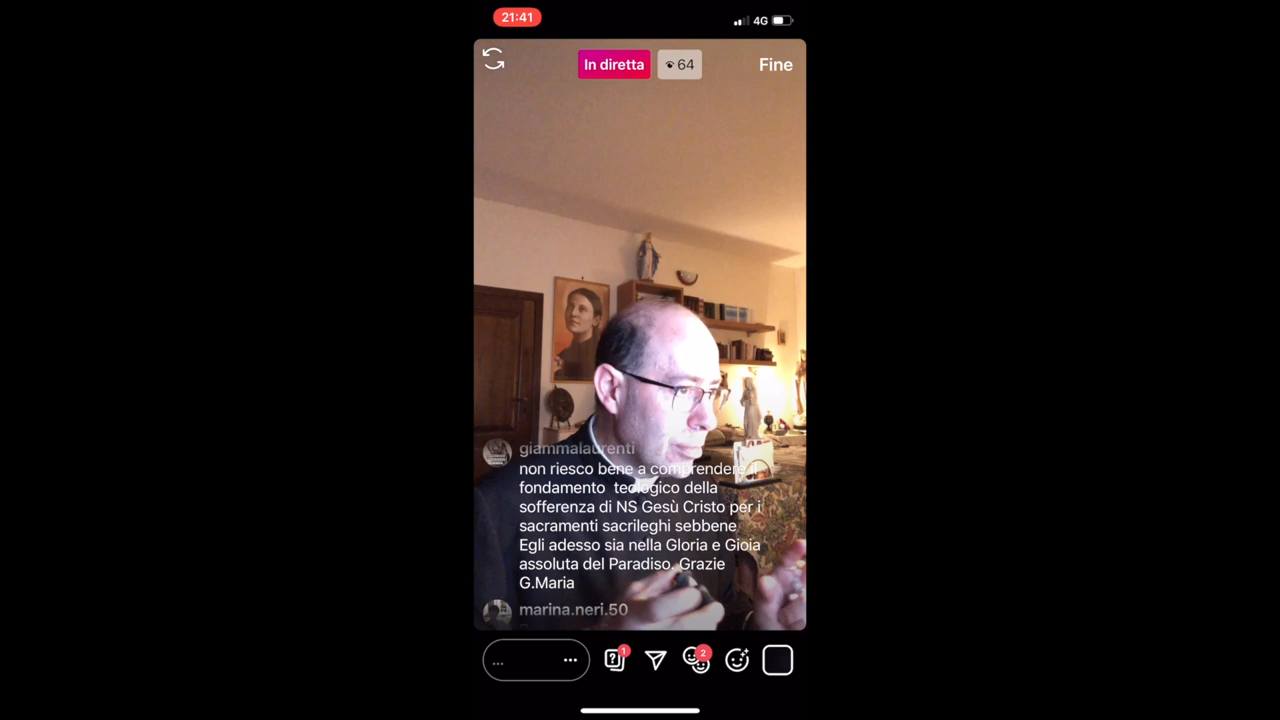 21:41
4G
In diretta
64
Fine
giammalaurenti
non riesco bene a comprendere il
fondamento teologico della
sofferenza di NS Gesù Cristo per i
sacramenti sacrileghi sebbene
Egli adesso sia nella Gloria e Gioia
assoluta del Paradiso. Grazie
G.Maria
marina.neri.50
...
1
2